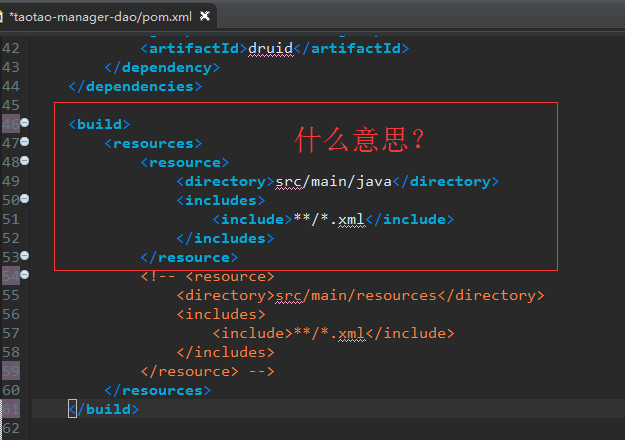 *taotao-manager-dao/pom.xml
42 <artifactId>druid</artifactId>
43 </dependency>
44 </dependencies>
45
46 <build>
什么意思?
47 <resources>
48 <resource>
49 <directory>src/main/java</directory>
50 <includes>
51 <include>**/*.xml</include>
52 </includes>
53 </resource>
54 <!-- <resource>
55 <directory>src/main/resources</directory>
56 <includes>
57 <include>**/*.xml</include>
58 </includes>
59 </resource> -->
60 </resources>
61 </build>
62